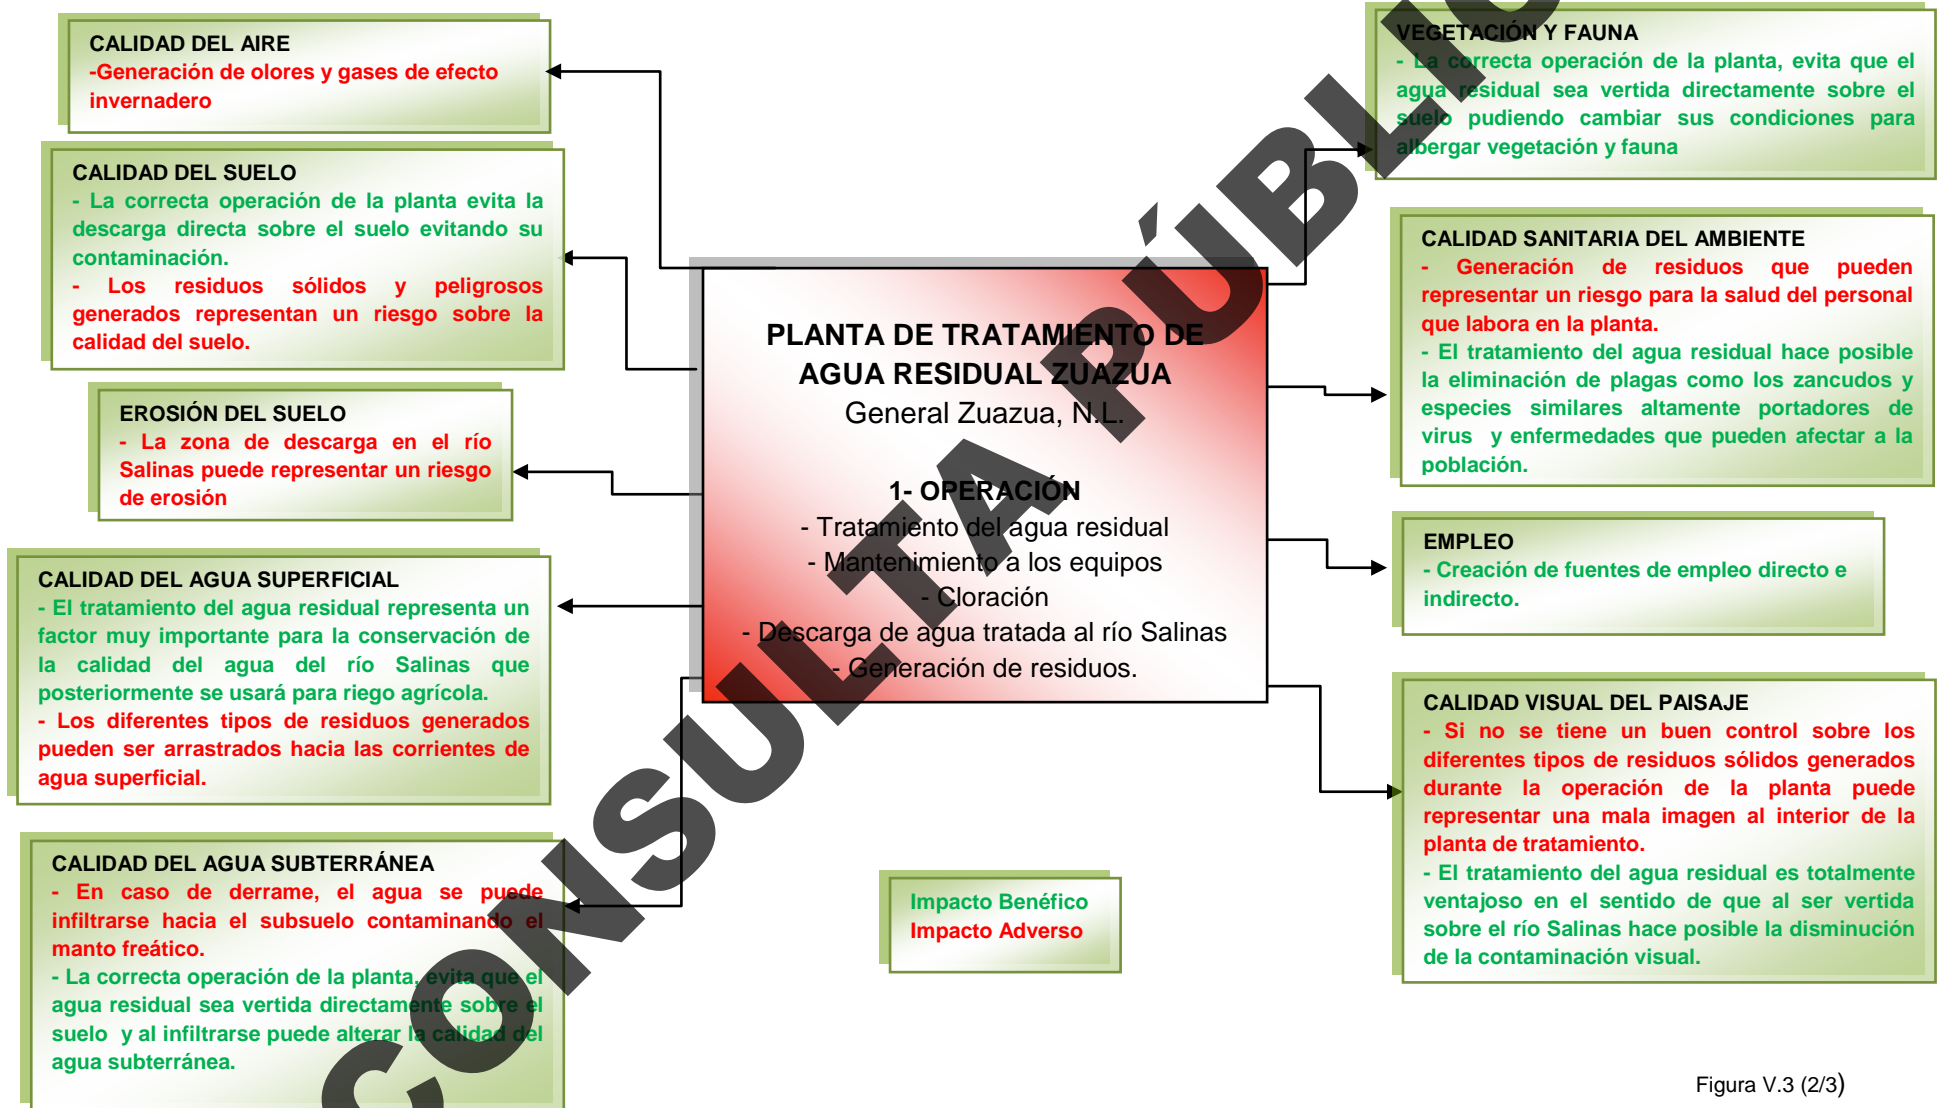 CALIDAD DEL AIRE
-Generación de olores y gases de efecto
invernadero
CALIDAD DEL SUELO
- La correcta operación de la planta evita la
descarga directa sobre el suelo evitando su
contaminación.
- Los residuos sólidos y peligrosos
generados representan un riesgo sobre la
calidad del suelo.
EROSIÓN DEL SUELO
- La zona de descarga en el río
Salinas puede representar un riesgo
de erosión
CALIDAD DEL AGUA SUPERFICIAL
- El tratamiento del agua residual representa un
factor muy importante para la conservación de
la calidad del agua del río Salinas que
posteriormente se usará para riego agrícola.
- Los diferentes tipos de residuos generados
pueden ser arrastrados hacia las corrientes de
agua superficial.
CALIDAD DEL AGUA SUBTERRÁNEA
- En caso de derrame, el agua se puede
infiltrarse hacia el subsuelo contaminando el
manto freático.
- La correcta operación de la planta, evita que el
agua residual sea vertida directamente sobre el
suelo y al infiltrarse puede alterar la calidad del
agua subterránea.
PLANTA DE TRATAMIENTO DE
AGUA RESIDUAL ZUAZUA
General Zuazua, N.L.
1- OPERACIÓN
- Tratamiento del agua residual
- Mantenimiento a los equipos
- Cloración
- Descarga de agua tratada al río Salinas
- Generación de residuos.
Impacto Benéfico
Impacto Adverso
VEGETACIÓN Y FAUNA
- La correcta operación de la planta, evita que el
agua residual sea vertida directamente sobre el
suelo pudiendo cambiar sus condiciones para
albergar vegetación y fauna
CALIDAD SANITARIA DEL AMBIENTE
- Generación de residuos que pueden
representar un riesgo para la salud del personal
que labora en la planta.
- El tratamiento del agua residual hace posible
la eliminación de plagas como los zancudos y
especies similares altamente portadores de
virus y enfermedades que pueden afectar a la
población.
EMPLEO
- Creación de fuentes de empleo directo e
indirecto.
CALIDAD VISUAL DEL PAISAJE
- Si no se tiene un buen control sobre los
diferentes tipos de residuos sólidos generados
durante la operación de la planta puede
representar una mala imagen al interior de la
planta de tratamiento.
- El tratamiento del agua residual es totalmente
ventajoso en el sentido de que al ser vertida
sobre el río Salinas hace posible la disminución
de la contaminación visual.
Figura V.3 (2/3)
CONSULTA PÚBLIC